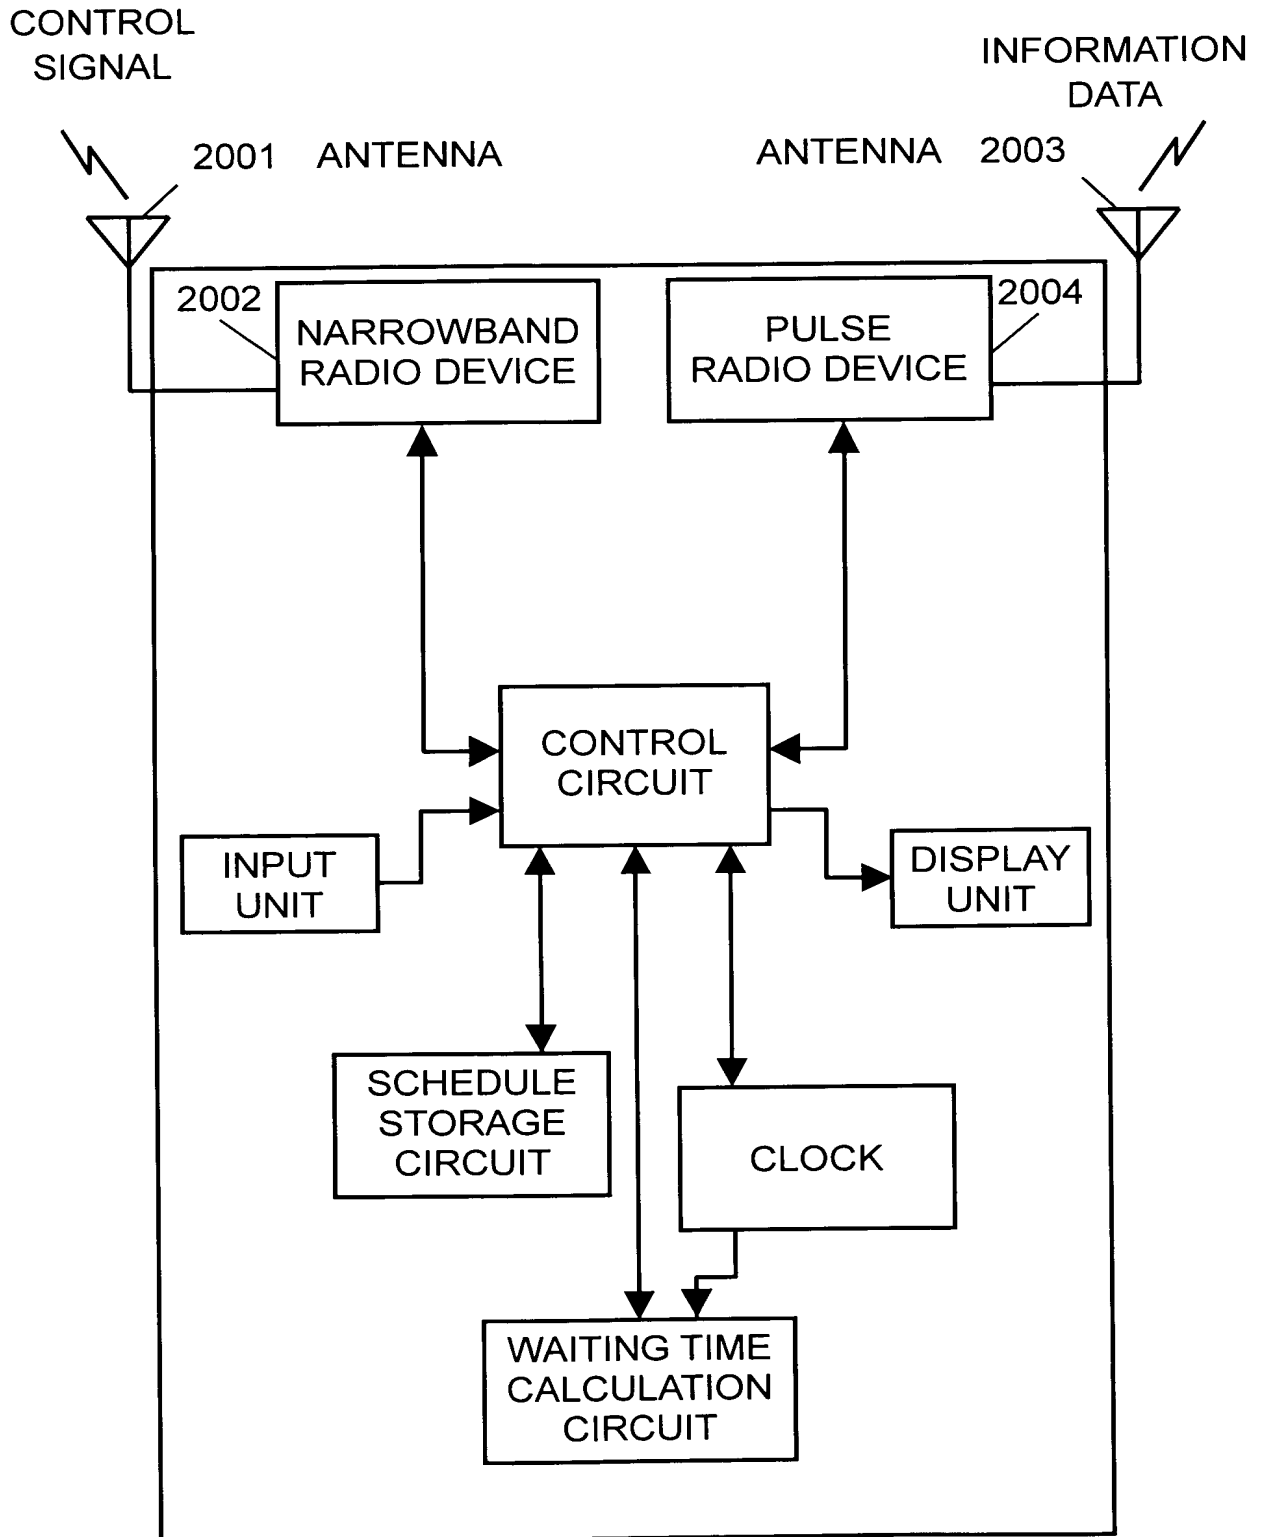 CONTROL
SIGNAL
INFORMATION
DATA
2001 ANTENNA
ANTENNA 2003
2002
NARROWBAND
RADIO DEVICE
PULSE
RADIO DEVICE
2004
CONTROL
CIRCUIT
INPUT
UNIT
DISPLAY
UNIT
SCHEDULE
STORAGE
CIRCUIT
CLOCK
WAITING TIME
CALCULATION
CIRCUIT